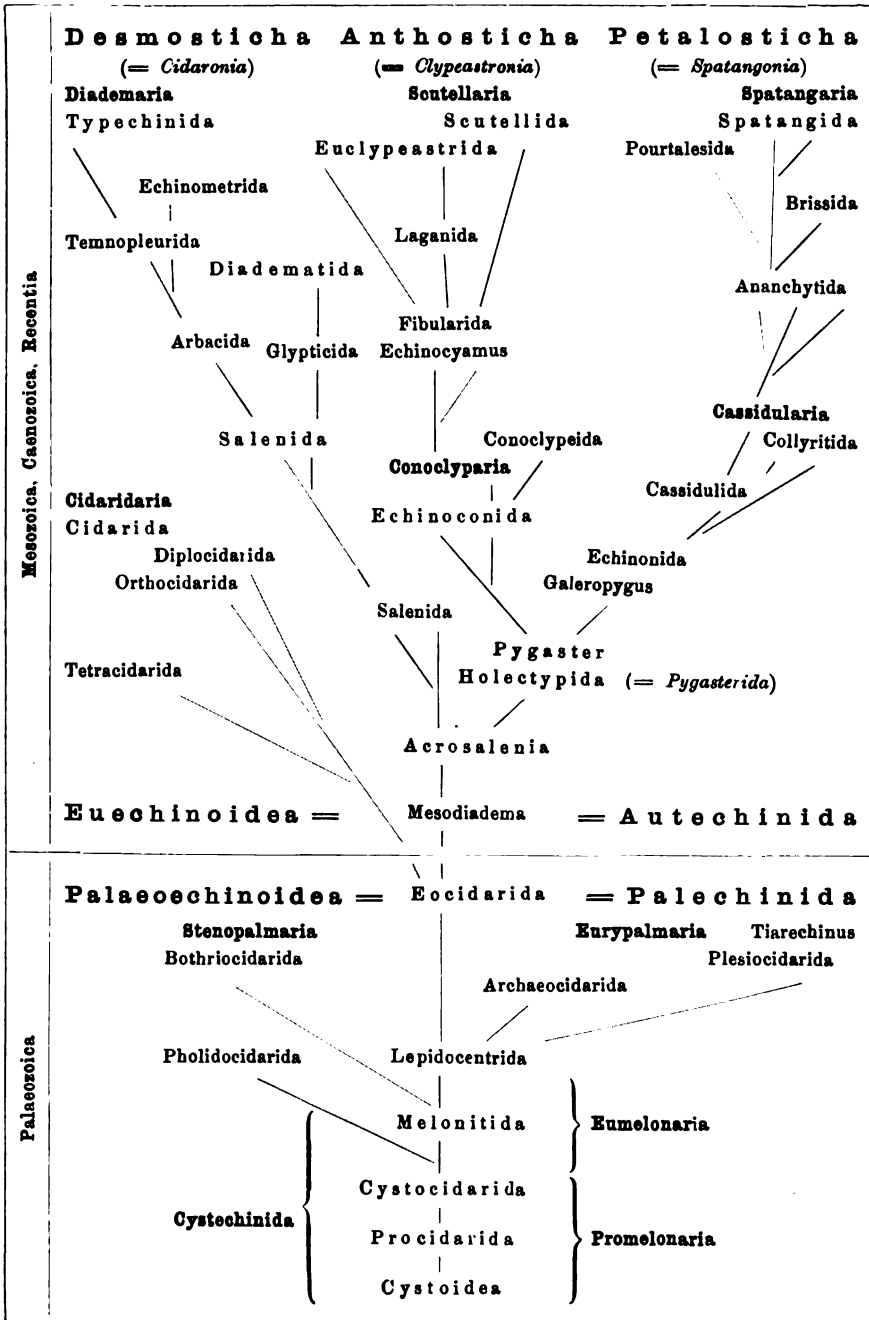 Desmosticha Anthosticha Petalosticha
(= Cidaronia) (= Clypeastronia) (= Spatangonia)
Diademaria Scutellaria Spatangaria
Typechinida Scutellida Spatangida
Euclypeastrida Pourtalesida
Echinometrida Brissida
Temnopleurida Laganida
Diadematida Ananchytida
Fibularida
Arbacida Glypticida Echinocyamus
Cassidularia
Salenida Conoclypeida Collyritida
Conoclyparia
Cidaridaria Cassidulida
Cidarida Echinoconida
Diplocidarida Echinonida
Orthocidarida Galeropygus
Salenida
Pygaster
Tetracidarida Holectypida (= Pygasterida)
Acrosalenia
Euechinoidea = Mesodiadema = Autechinida
Mesozoica, Caenozoica, Recentia
Palaeoechinoidea = Eocidarida = Palechinida
Stenopalmaria Eurypalmaria Tiarechinus
Bothriocidarida Plesiocidarida
Archaeocidarida
Pholidocidarida Lepidocentrida
Melonitida Eumelonaria
Cystocidarida
Cystechinida
Procidarida Promelonaria
Cystoidea
Palaeozoica